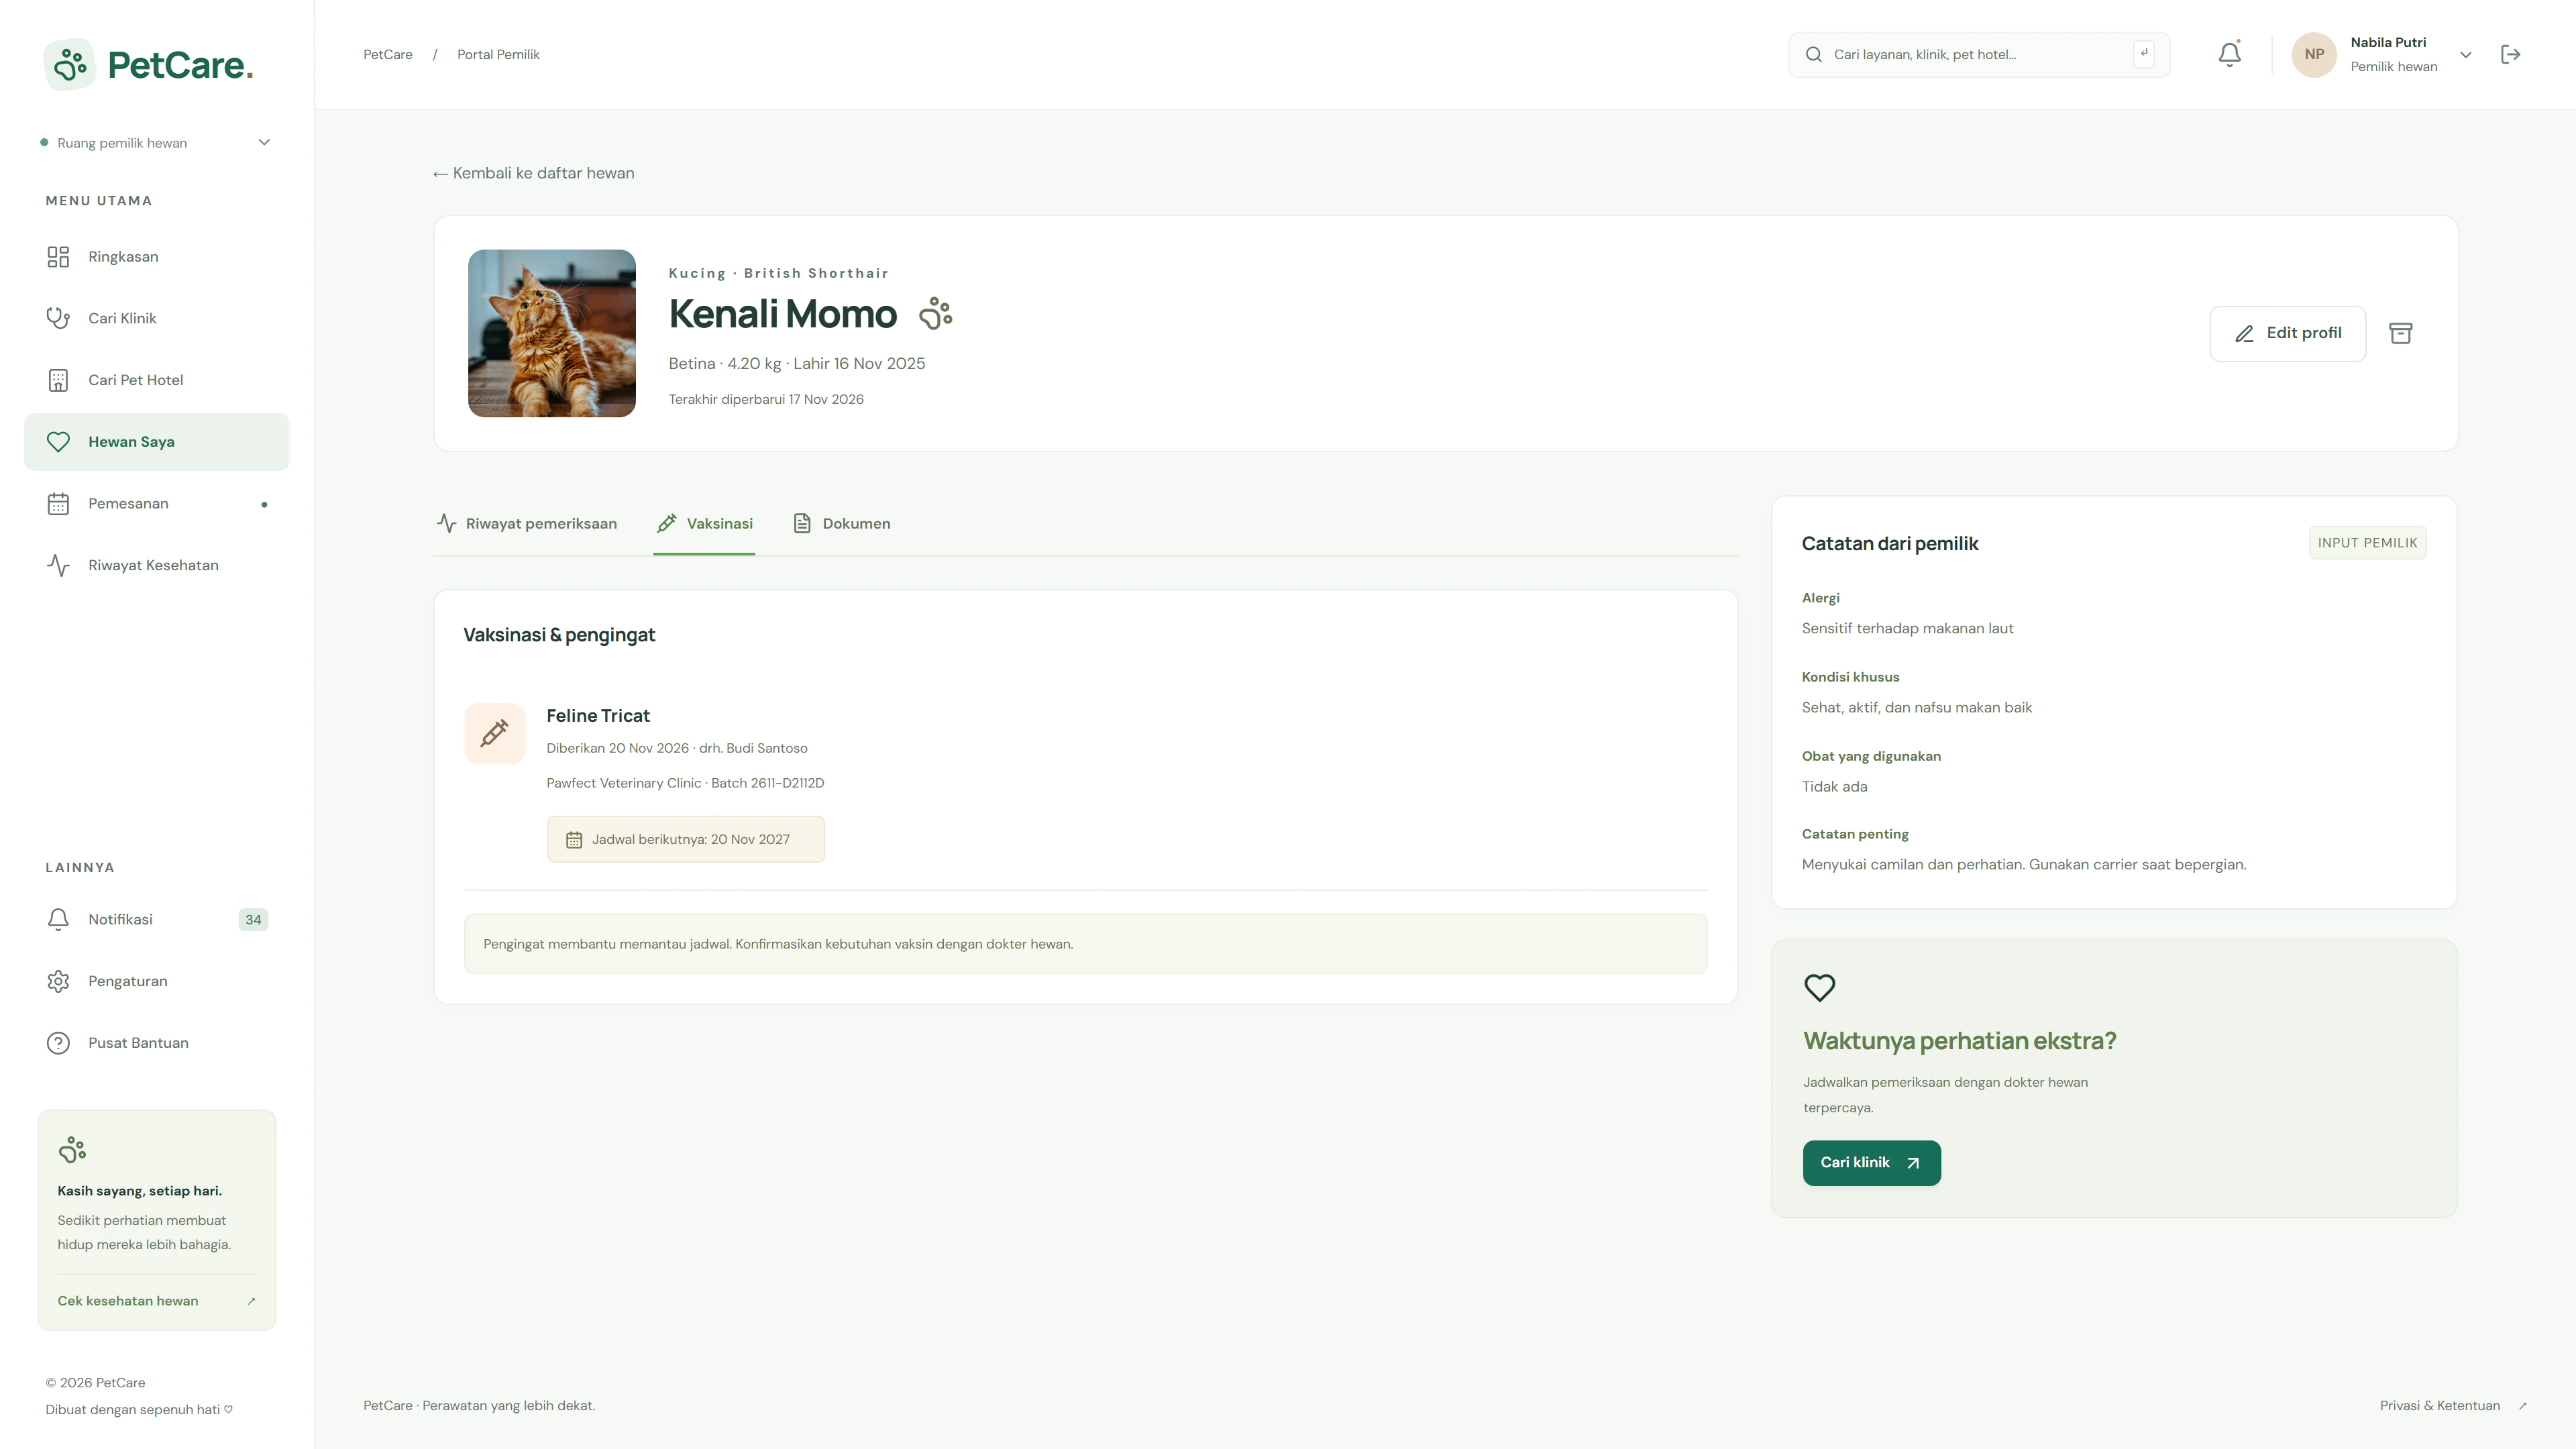 PetCare.
Ruang pemilik hewan
MENU UTAMA
Ringkasan
Cari Klinik
Cari Pet Hotel
Hewan Saya
Pemesanan
Riwayat Kesehatan
LAINNYA
Notifikasi 34
Pengaturan
Pusat Bantuan
Kasih sayang, setiap hari.
Sedikit perhatian membuat
hidup mereka lebih bahagia.
Cek kesehatan hewan ↗
© 2026 PetCare
Dibuat dengan sepenuh hati ♡
PetCare / Portal Pemilik
Cari layanan, klinik, pet hotel... ↵
NP
Nabila Putri
Pemilik hewan
← Kembali ke daftar hewan
Kucing · British Shorthair
Kenali Momo
Betina · 4.20 kg · Lahir 16 Nov 2025
Terakhir diperbarui 17 Nov 2026
Edit profil
Riwayat pemeriksaan
Vaksinasi
Dokumen
Vaksinasi & pengingat
Feline Tricat
Diberikan 20 Nov 2026 · drh. Budi Santoso
Pawfect Veterinary Clinic · Batch 2611-D2112D
Jadwal berikutnya: 20 Nov 2027
Pengingat membantu memantau jadwal. Konfirmasikan kebutuhan vaksin dengan dokter hewan.
Catatan dari pemilik
INPUT PEMILIK
Alergi
Sensitif terhadap makanan laut
Kondisi khusus
Sehat, aktif, dan nafsu makan baik
Obat yang digunakan
Tidak ada
Catatan penting
Menyukai camilan dan perhatian. Gunakan carrier saat bepergian.
Waktunya perhatian ekstra?
Jadwalkan pemeriksaan dengan dokter hewan
terpercaya.
Cari klinik
PetCare · Perawatan yang lebih dekat.
Privasi & Ketentuan ↗